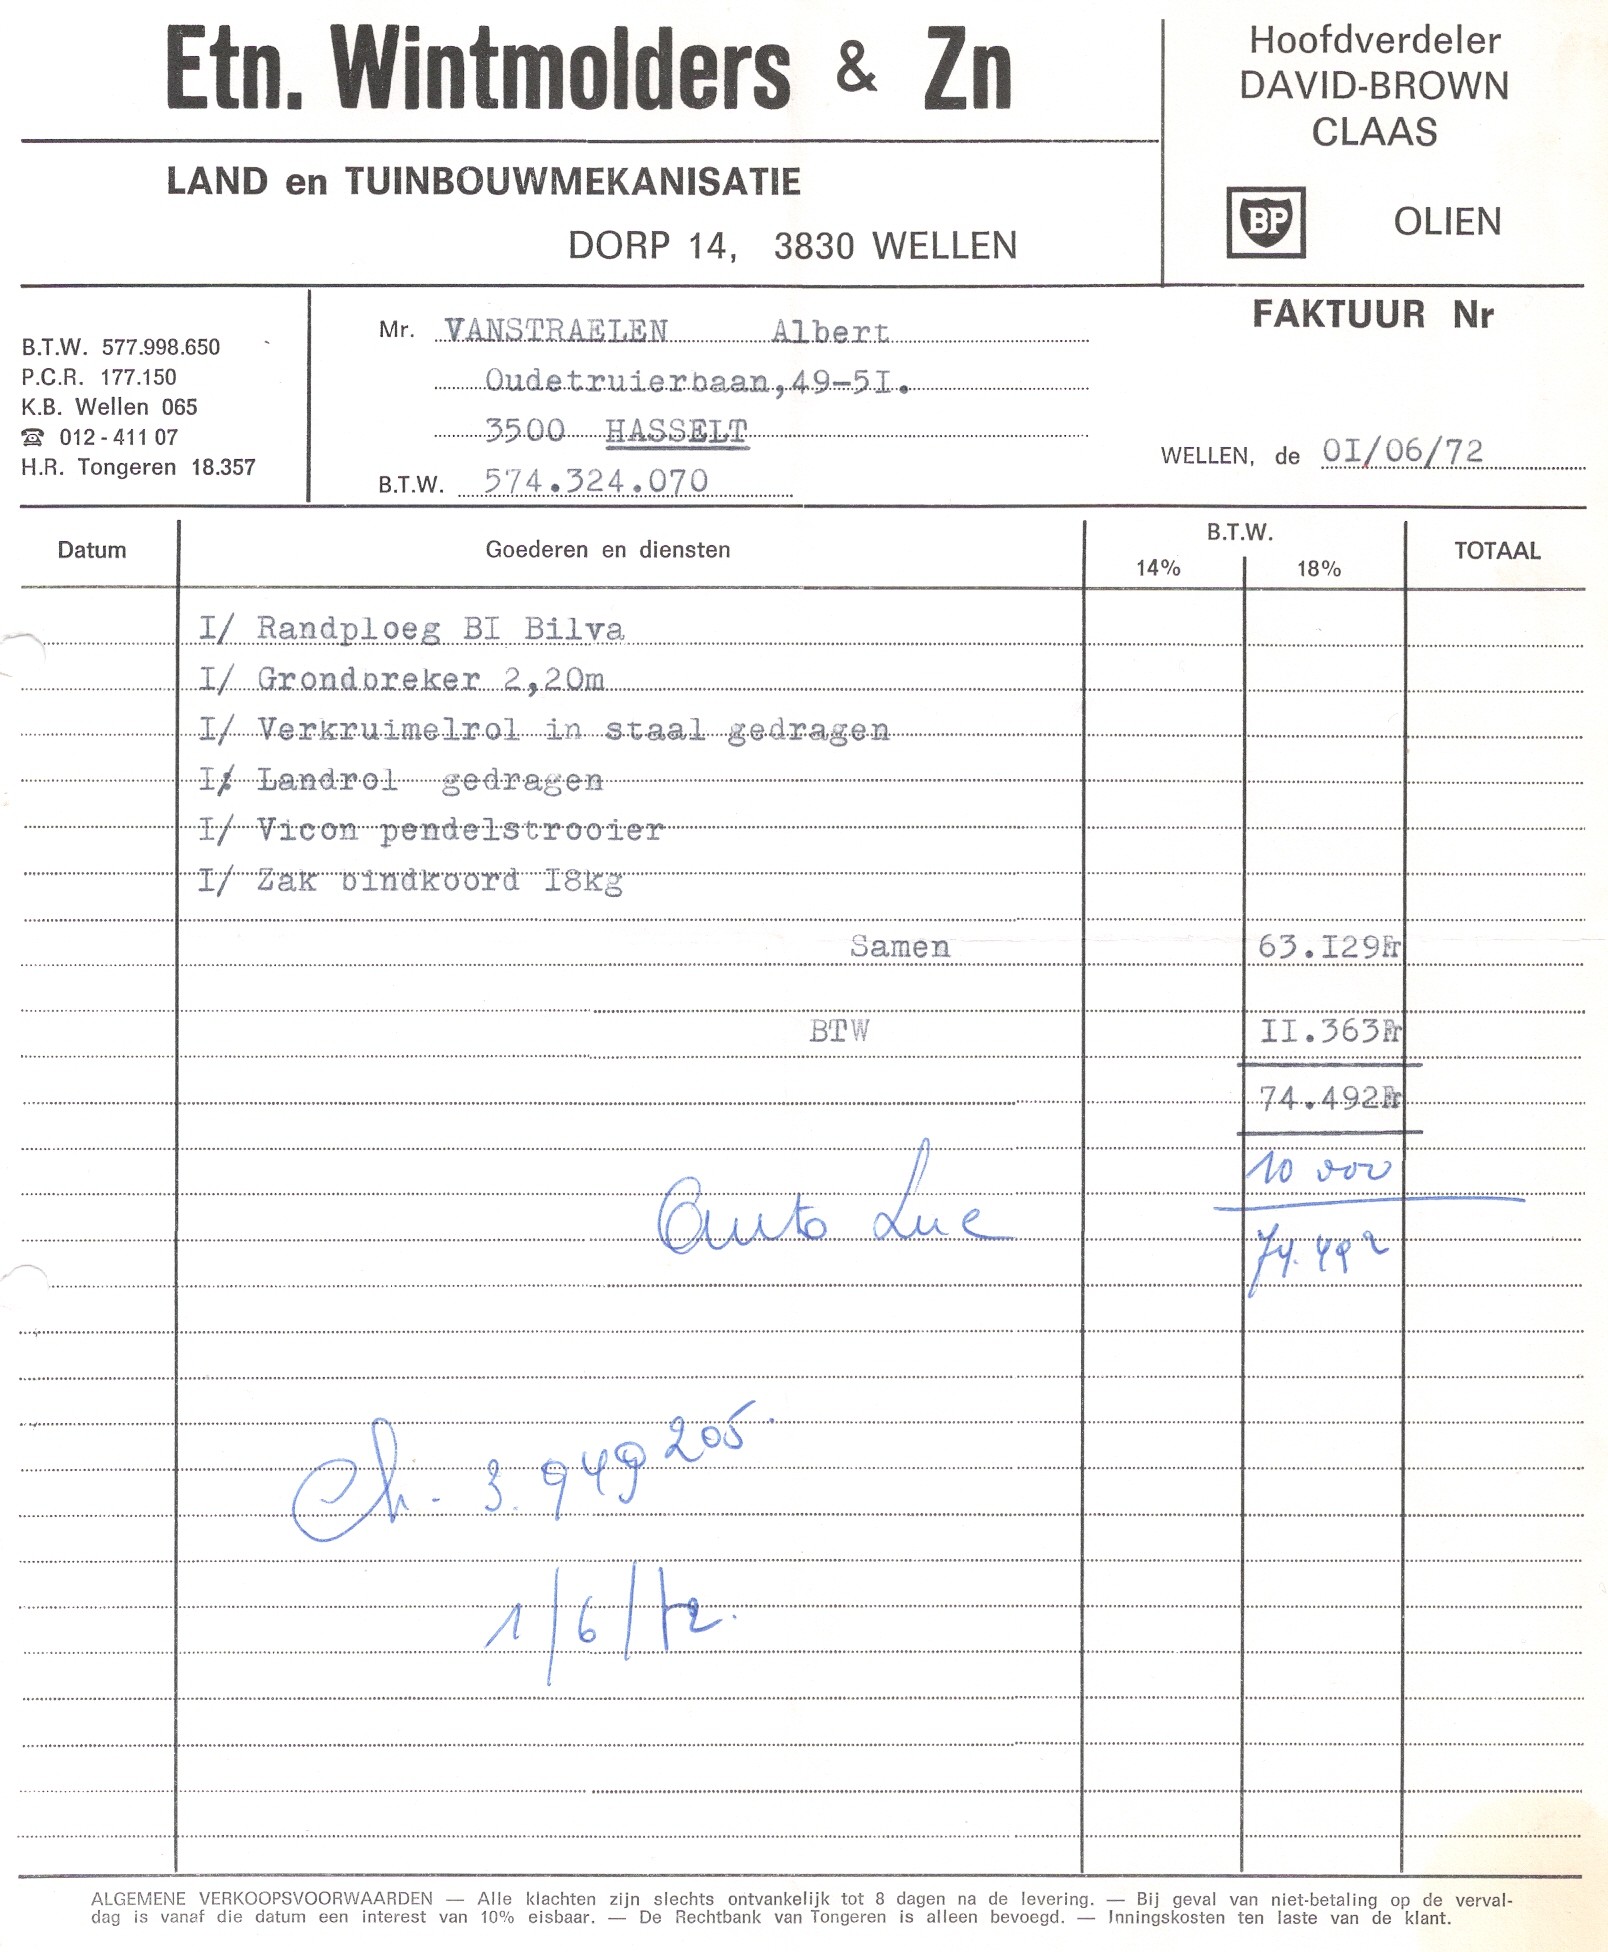 Etn. Wintmolders & Zn
Hoofdverdeler
DAVID-BROWN
CLAAS
LAND en TUINBOUWMEKANISATIE
DORP 14, 3830 WELLEN
BP OLIEN
FAKTUUR Nr
B.T.W. 577.998.650
P.C.R. 177.150
K.B. Wellen 065
☎ 012-411 07
H.R. Tongeren 18.357
Mr. VANSTRAELEN Albert
Oudetruierbaan,49-5I.
3500 HASSELT
B.T.W. 574.324.070
WELLEN, de 0I/06/72
Datum
Goederen en diensten
B.T.W.
14% 18%
TOTAAL
I/ Randploeg BI Bilva
I/ Grondbreker 2,20m
I/ Verkruimelrol in staal gedragen
I/ Landrol gedragen
I/ Vicon pendelstrooier
I/ Zak bindkoord I8kg
Samen 63.I29Fr
BTW II.363Fr
74.492Fr
10 000
Auto Luc
74.492
Ch. 3.949205
1/6/72.
ALGEMENE VERKOOPSVOORWAARDEN — Alle klachten zijn slechts ontvankelijk tot 8 dagen na de levering. — Bij geval van niet-betaling op de verval-
dag is vanaf die datum een interest van 10% eisbaar. — De Rechtbank van Tongeren is alleen bevoegd. — Inningskosten ten laste van de klant.